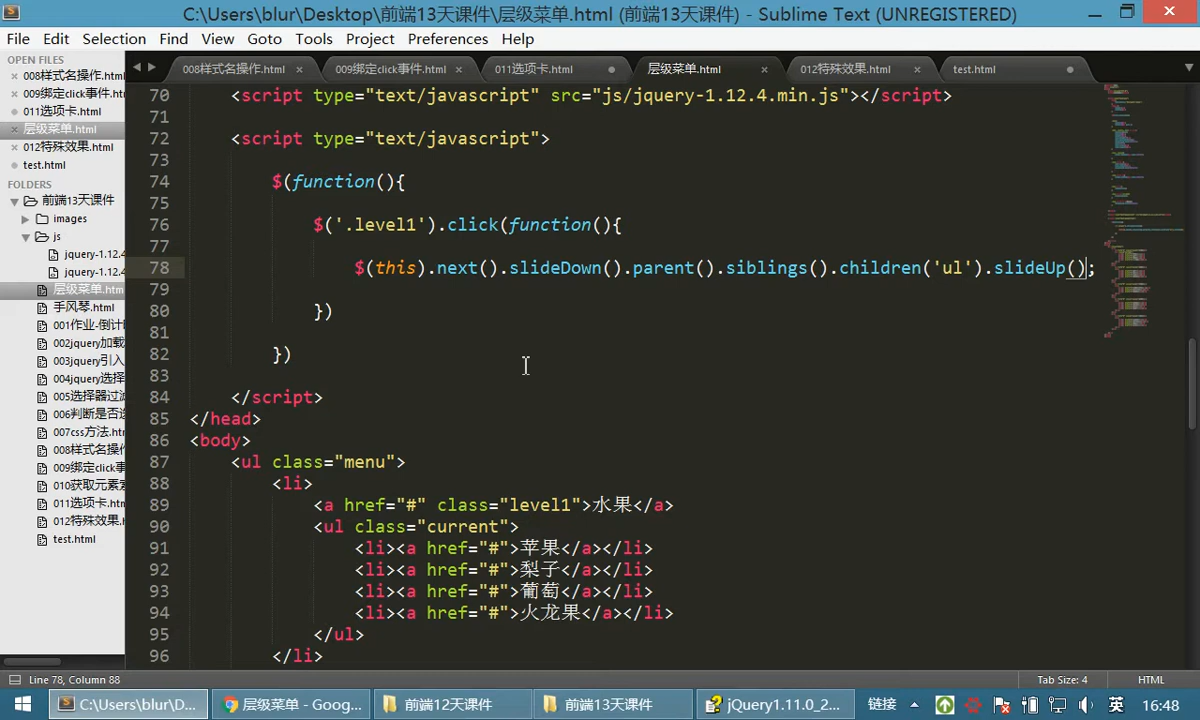 C:\Users\blur\Desktop\前端13天课件\层级菜单.html (前端13天课件) - Sublime Text (UNREGISTERED)
File Edit Selection Find View Goto Tools Project Preferences Help
008样式名操作.html 009绑定click事件.html 011选项卡.html 层级菜单.html 012特殊效果.html test.html
OPEN FILES
008样式名操作.html
009绑定click事件.ht
011选项卡.html
层级菜单.html
012特殊效果.html
test.html
FOLDERS
前端13天课件
images
js
jquery-1.12.4
jquery-1.12.4
层级菜单.htm
手风琴.html
001作业-倒计
002jquery加载
003jquery引入
004jquery选择
005选择器过滤
006判断是否选
007css方法.htr
008样式名操作
009绑定click事
010获取元素
011选项卡.htn
012特殊效果.
test.html
70 <script type="text/javascript" src="js/jquery-1.12.4.min.js"></script>
71
72 <script type="text/javascript">
73
74 $(function(){
75
76 $('.level1').click(function(){
77
78 $(this).next().slideDown().parent().siblings().children('ul').slideUp();
79
80 })
81
82 })
83
84 </script>
85 </head>
86 <body>
87 <ul class="menu">
88 <li>
89 <a href="#" class="level1">水果</a>
90 <ul class="current">
91 <li><a href="#">苹果</a></li>
92 <li><a href="#">梨子</a></li>
93 <li><a href="#">葡萄</a></li>
94 <li><a href="#">火龙果</a></li>
95 </ul>
96 </li>
Line 78, Column 88 Tab Size: 4 HTML
C:\Users\blur\D... 层级菜单 - Goog... 前端12天课件 前端13天课件 jQuery1.11.0_2... 链接 英 16:48